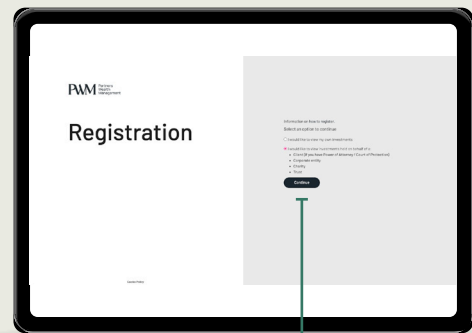 PWM Partners
Wealth
Management
Registration
Information on how to register
Select an option to continue
I would like to view my own investments
I would like to view investments held on behalf of a:
Client (if you have Power of Attorney / Court of Protection)
Corporate entity
Charity
Trust
Continue
Cookie Policy